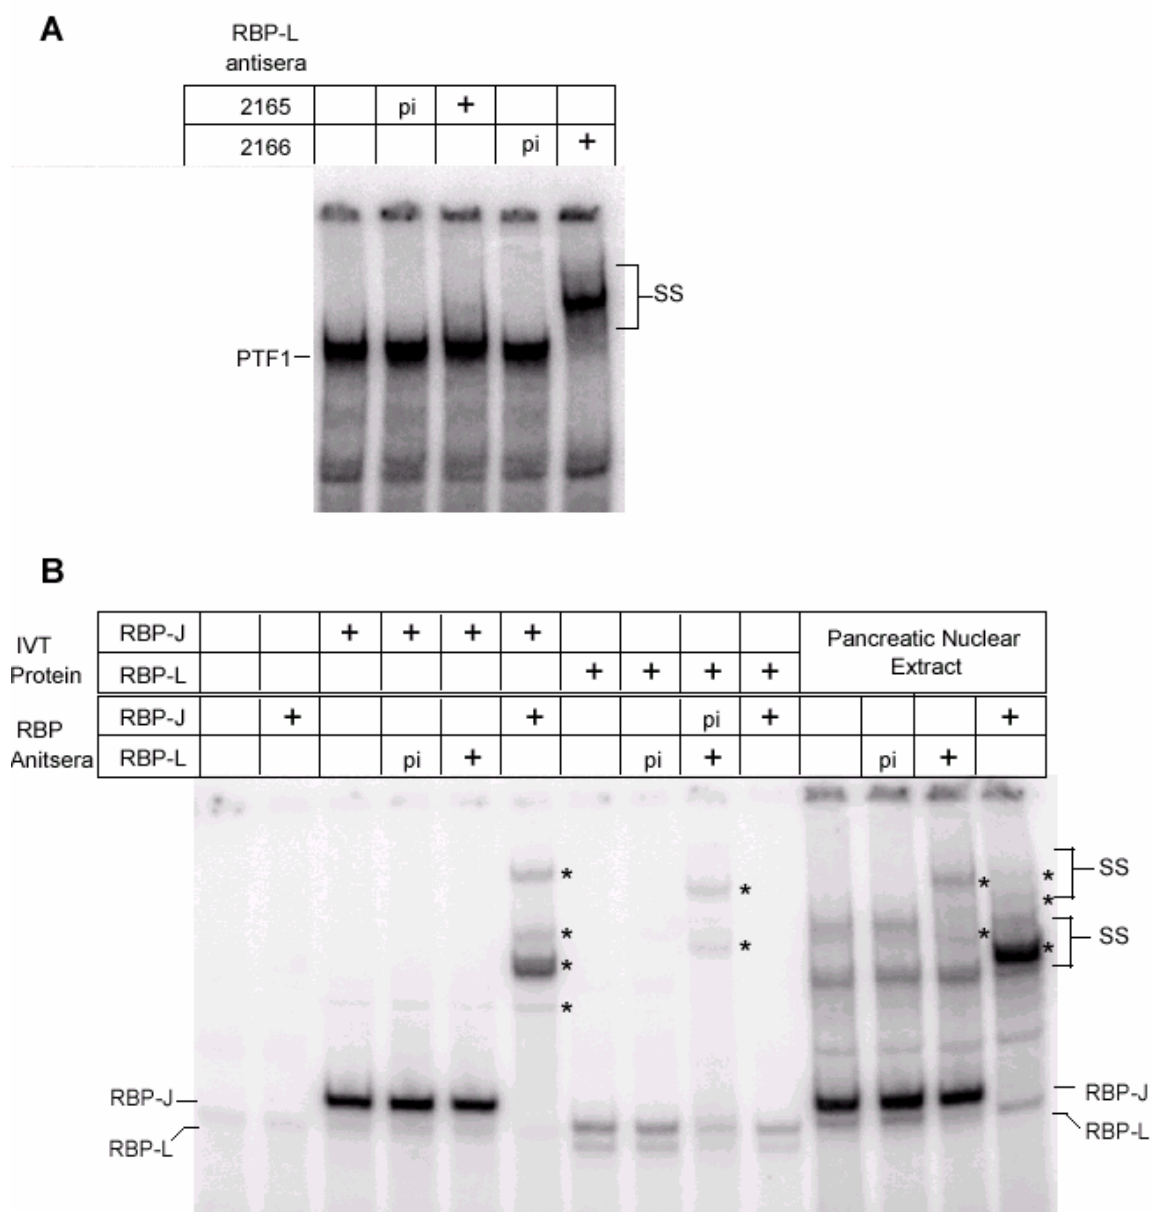 A
RBP-L
antisera
2165 pi +
2166 pi +
SS
PTF1
B
IVT
Protein
RBP-J + + + + Pancreatic Nuclear
Extract
RBP-L + + + +
RBP
Anitsera
RBP-J + + pi + +
RBP-L pi + pi + pi +
* * * * SS
* *
* * * SS
* * *
*
RBP-J RBP-J
RBP-L RBP-L